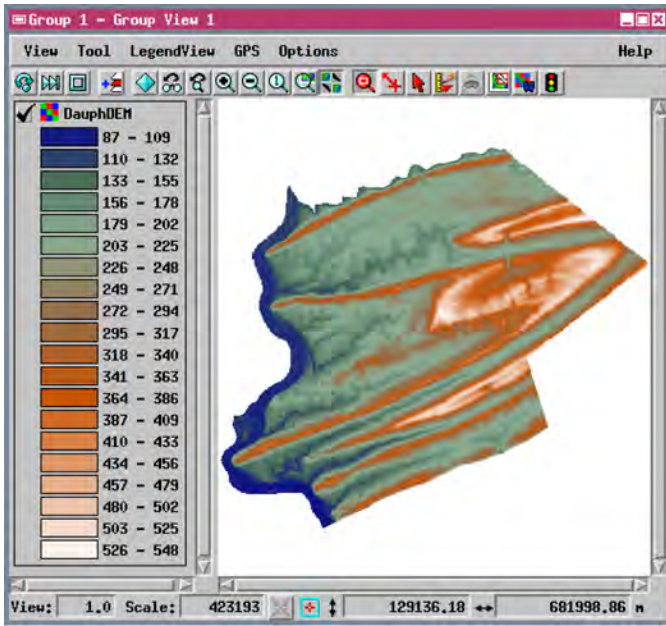 Group 1 - Group View 1
View Tool LegendView GPS Options Help
DauphDEM
87 - 109
110 - 132
133 - 155
156 - 178
179 - 202
203 - 225
226 - 248
249 - 271
272 - 294
295 - 317
318 - 340
341 - 363
364 - 386
387 - 409
410 - 433
434 - 456
457 - 479
480 - 502
503 - 525
526 - 548
View: 1.0 Scale: 423193 129136.18 681998.86 m